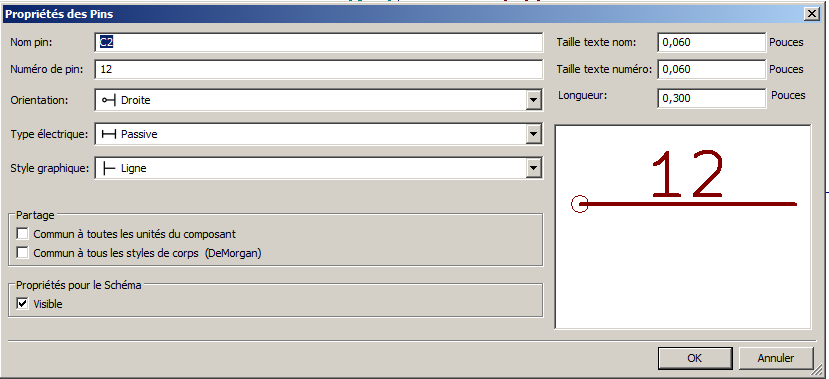 Propriétés des Pins
Nom pin: C2
Numéro de pin: 12
Orientation: Droite
Type électrique: Passive
Style graphique: Ligne
Partage
Commun à toutes les unités du composant
Commun à tous les styles de corps (DeMorgan)
Propriétés pour le Schéma
Visible
Taille texte nom: 0,060 Pouces
Taille texte numéro: 0,060 Pouces
Longueur: 0,300 Pouces
12
OK Annuler